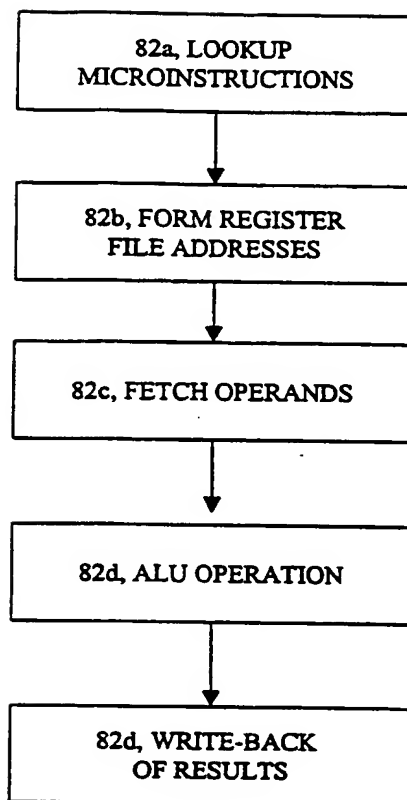 82a, LOOKUP
MICROINSTRUCTIONS
82b, FORM REGISTER
FILE ADDRESSES
82c, FETCH OPERANDS
82d, ALU OPERATION
82d, WRITE-BACK
OF RESULTS